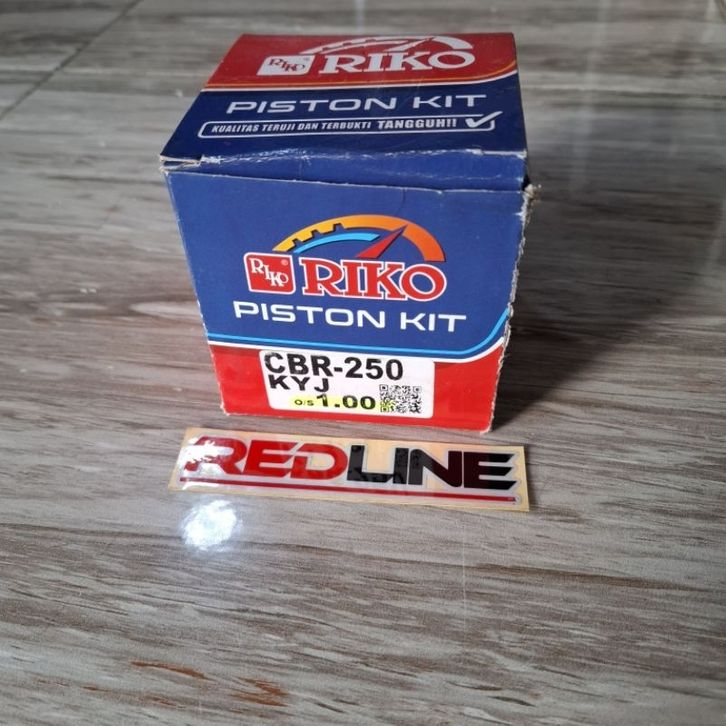 RIKO RIKO
PISTON KIT
KUALITAS TERUJI DAN TERBUKTI TANGGUH!!
RIKO® RIKO
PISTON KIT
CBR-250
KYJ
O/S 1.00
REDLINE